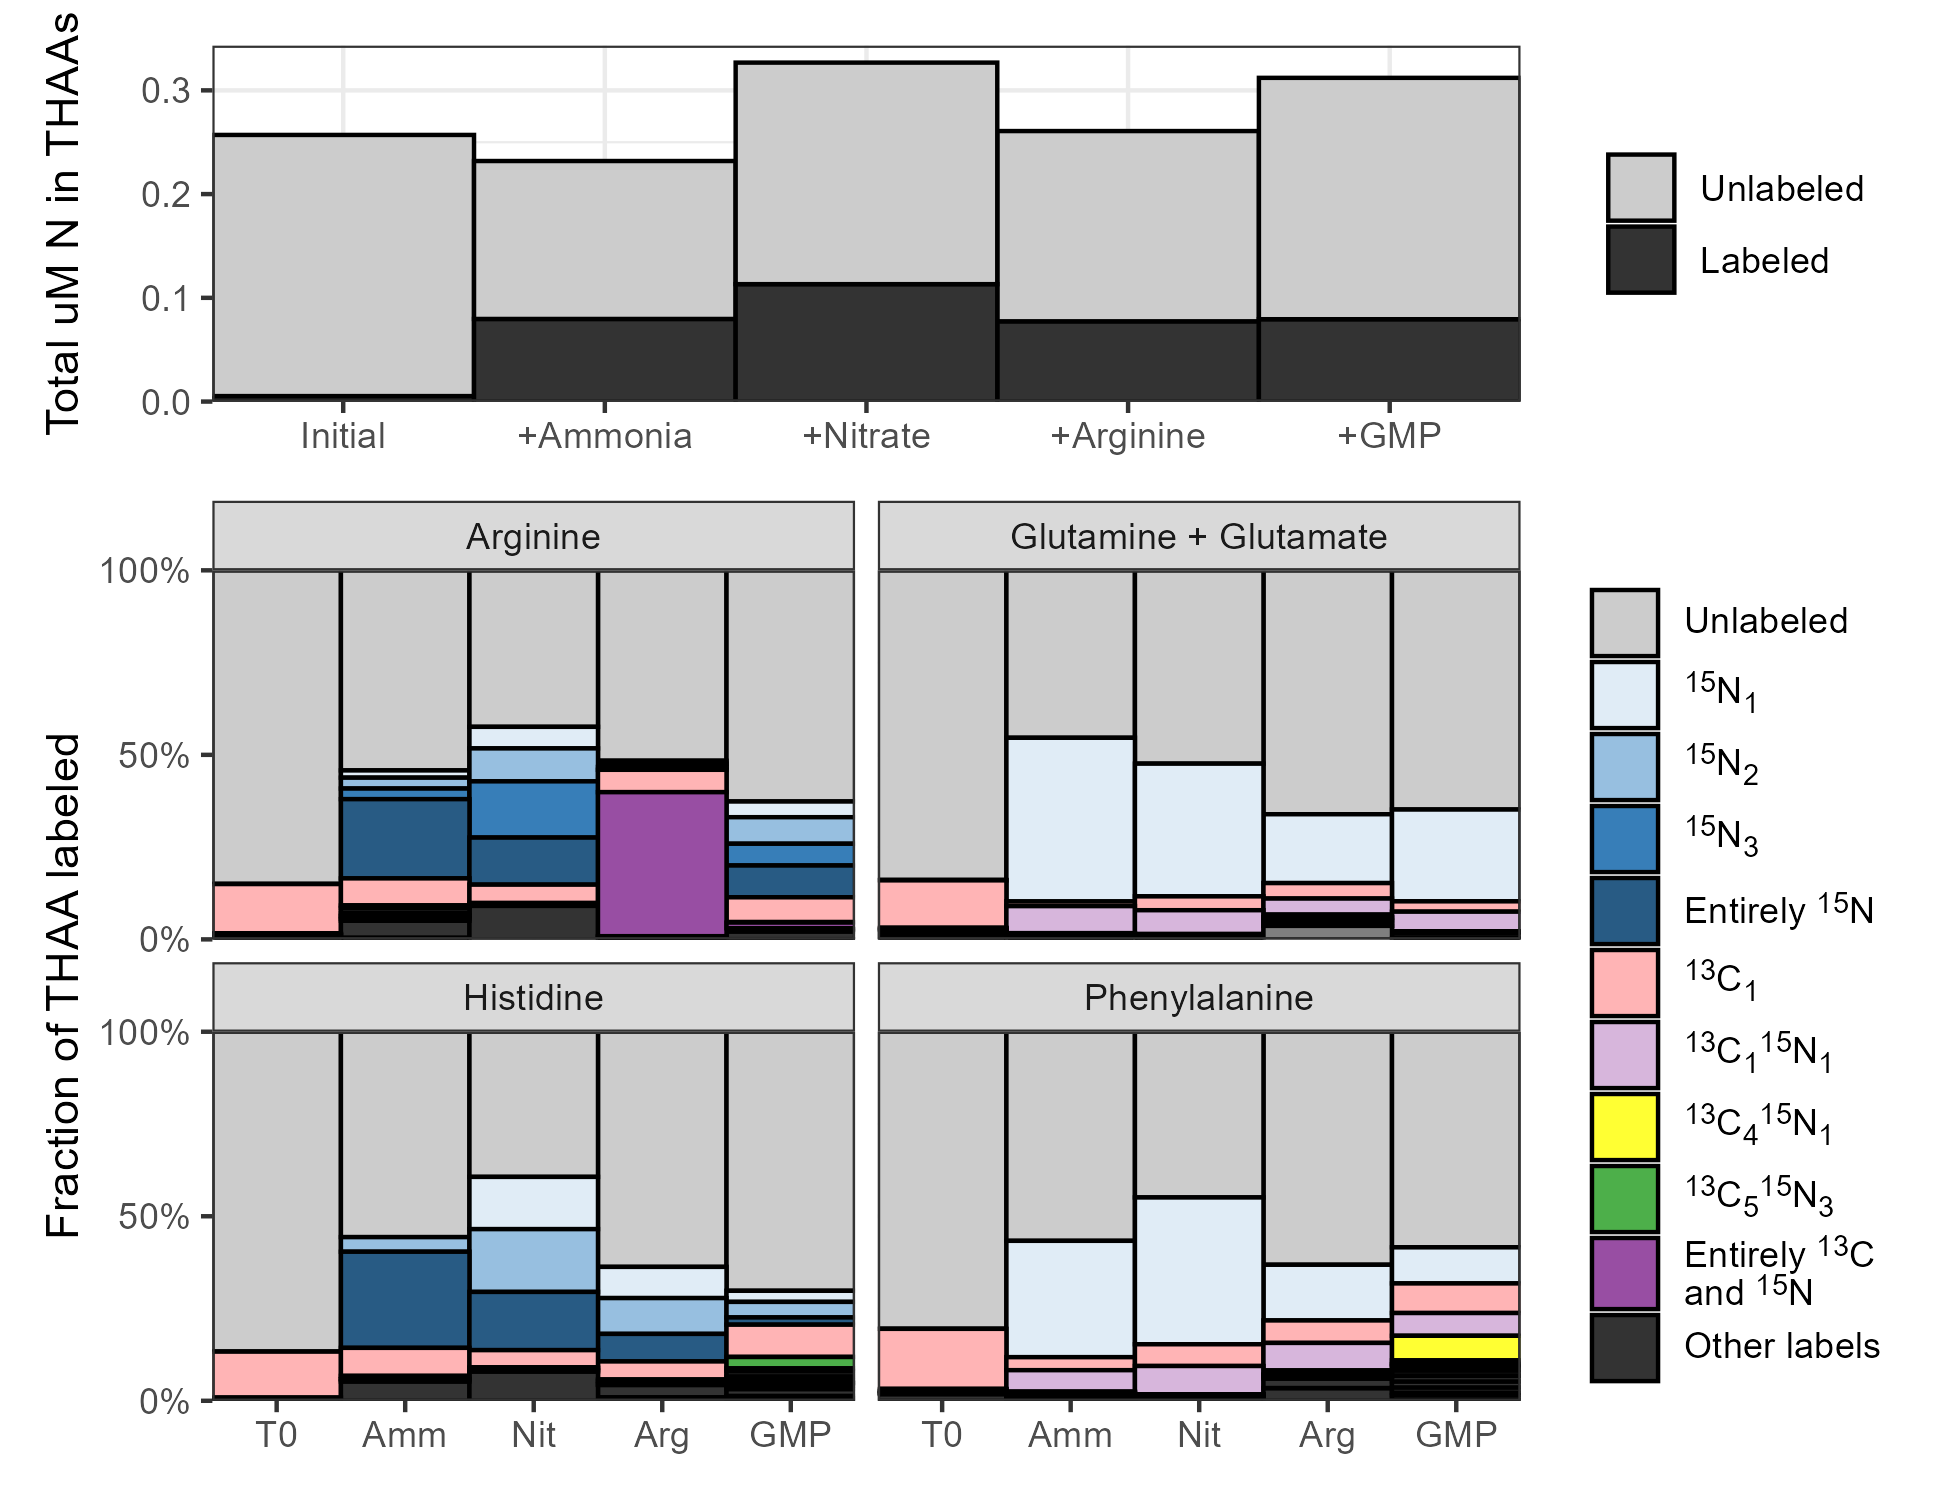 Total uM N in THAAs
0.3
0.2
0.1
0.0
Initial
+Ammonia
+Nitrate
+Arginine
+GMP
Unlabeled
Labeled
Fraction of THAA labeled
Arginine
Glutamine + Glutamate
100%
50%
0%
Histidine
Phenylalanine
100%
50%
0%
T0
Amm
Nit
Arg
GMP
T0
Amm
Nit
Arg
GMP
Unlabeled
¹⁵N₁
¹⁵N₂
¹⁵N₃
Entirely ¹⁵N
¹³C₁
¹³C₁¹⁵N₁
¹³C₄¹⁵N₁
¹³C₅¹⁵N₃
Entirely ¹³C
and ¹⁵N
Other labels